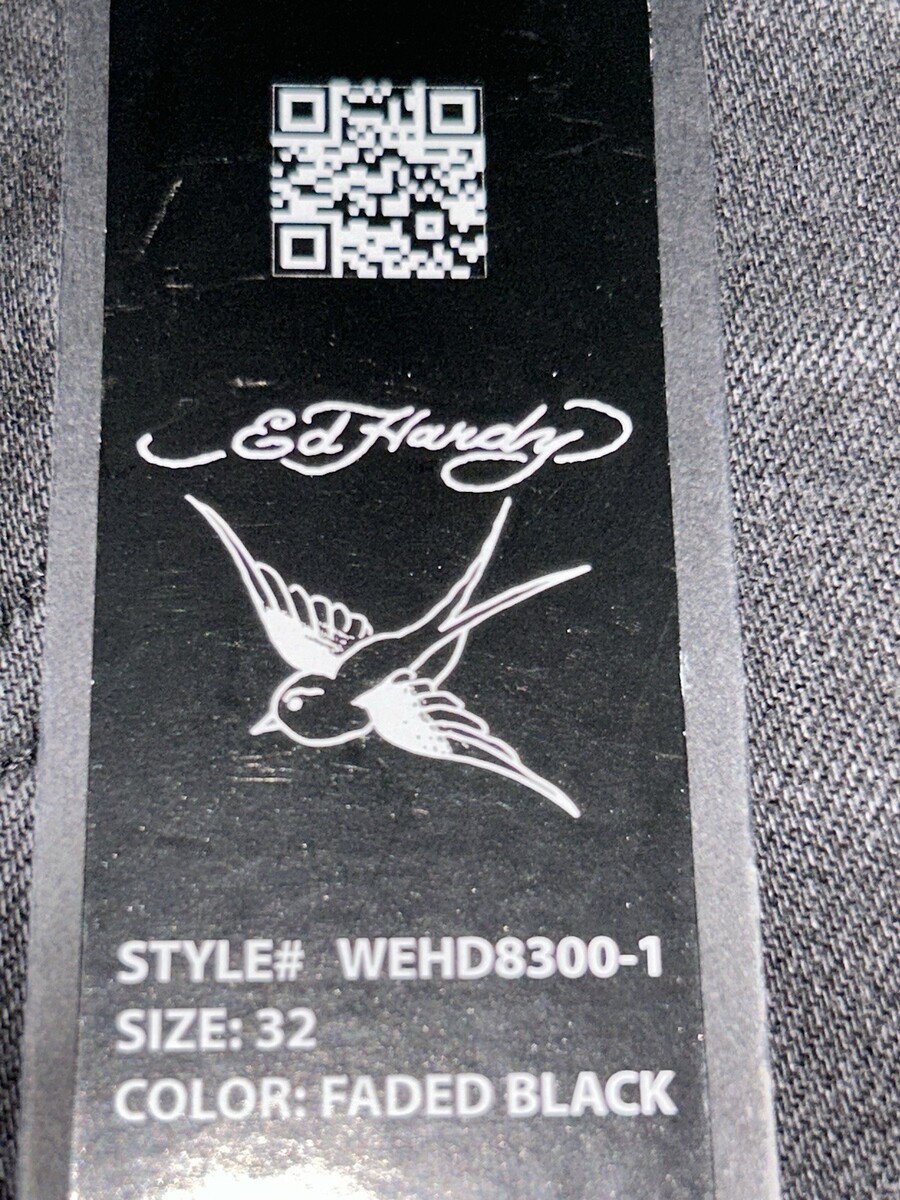 Ed Hardy
STYLE# WEHD8300-1
SIZE: 32
COLOR: FADED BLACK